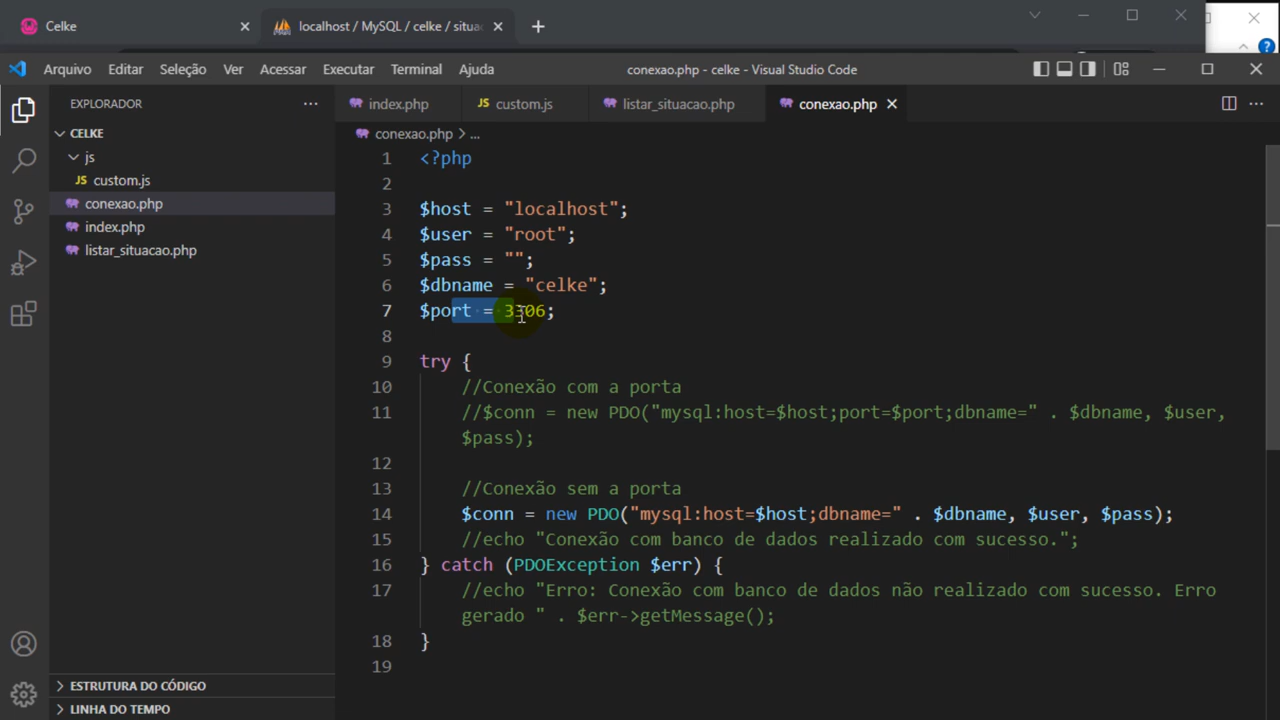 Celke
localhost / MySQL / celke / situa
Arquivo Editar Seleção Ver Acessar Executar Terminal Ajuda
conexao.php - celke - Visual Studio Code
EXPLORADOR
index.php
custom.js
listar_situacao.php
conexao.php
CELKE
js
JS custom.js
conexao.php
index.php
listar_situacao.php
ESTRUTURA DO CÓDIGO
LINHA DO TEMPO
conexao.php > ...
1 <?php
2
3 $host = "localhost";
4 $user = "root";
5 $pass = "";
6 $dbname = "celke";
7 $port = 3306;
8
9 try {
10 //Conexão com a porta
11 //$conn = new PDO("mysql:host=$host;port=$port;dbname=" . $dbname, $user,
$pass);
12
13 //Conexão sem a porta
14 $conn = new PDO("mysql:host=$host;dbname=" . $dbname, $user, $pass);
15 //echo "Conexão com banco de dados realizado com sucesso.";
16 } catch (PDOException $err) {
17 //echo "Erro: Conexão com banco de dados não realizado com sucesso. Erro
gerado " . $err->getMessage();
18 }
19